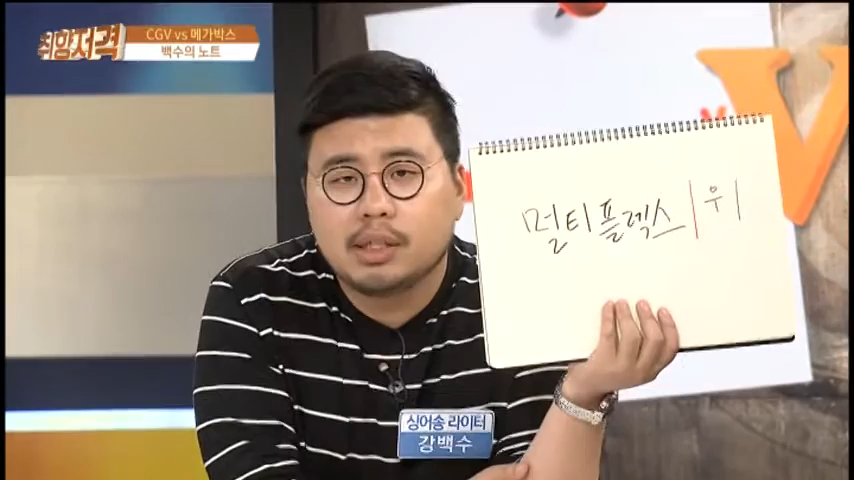 취향저격
CGV vs 메가박스
백수의 노트
멀티플렉스 | 위 |
싱어송 라이터
강백수